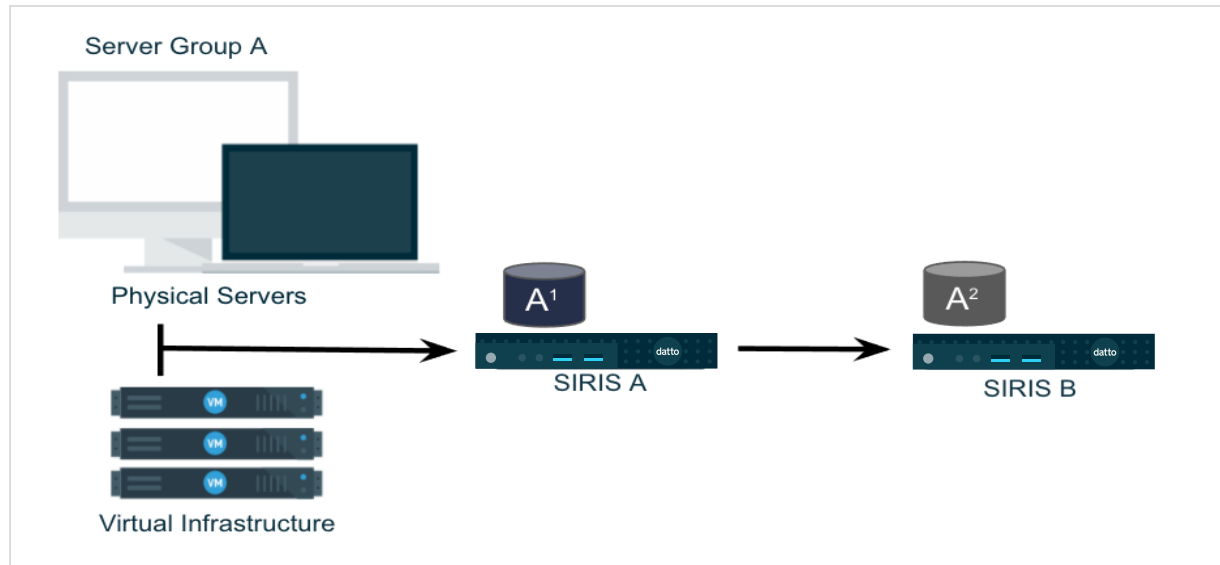 Server Group A
Physical Servers
A¹
A²
datto
datto
SIRIS A
SIRIS B
VM
VM
VM
Virtual Infrastructure